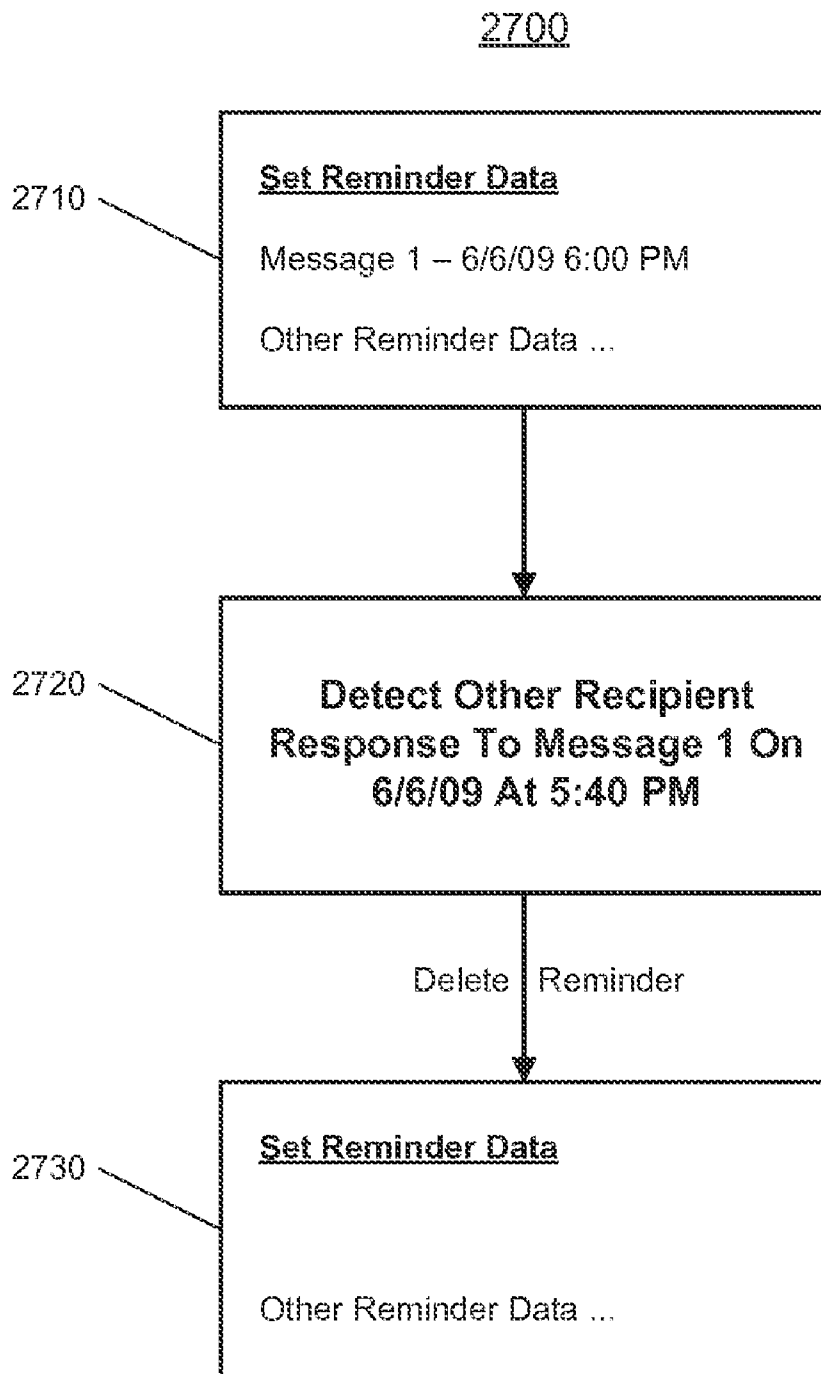 2700
2710
Set Reminder Data
Message 1 – 6/6/09 6:00 PM
Other Reminder Data ...
2720
Detect Other Recipient
Response To Message 1 On
6/6/09 At 5:40 PM
Delete Reminder
2730
Set Reminder Data
Other Reminder Data ...